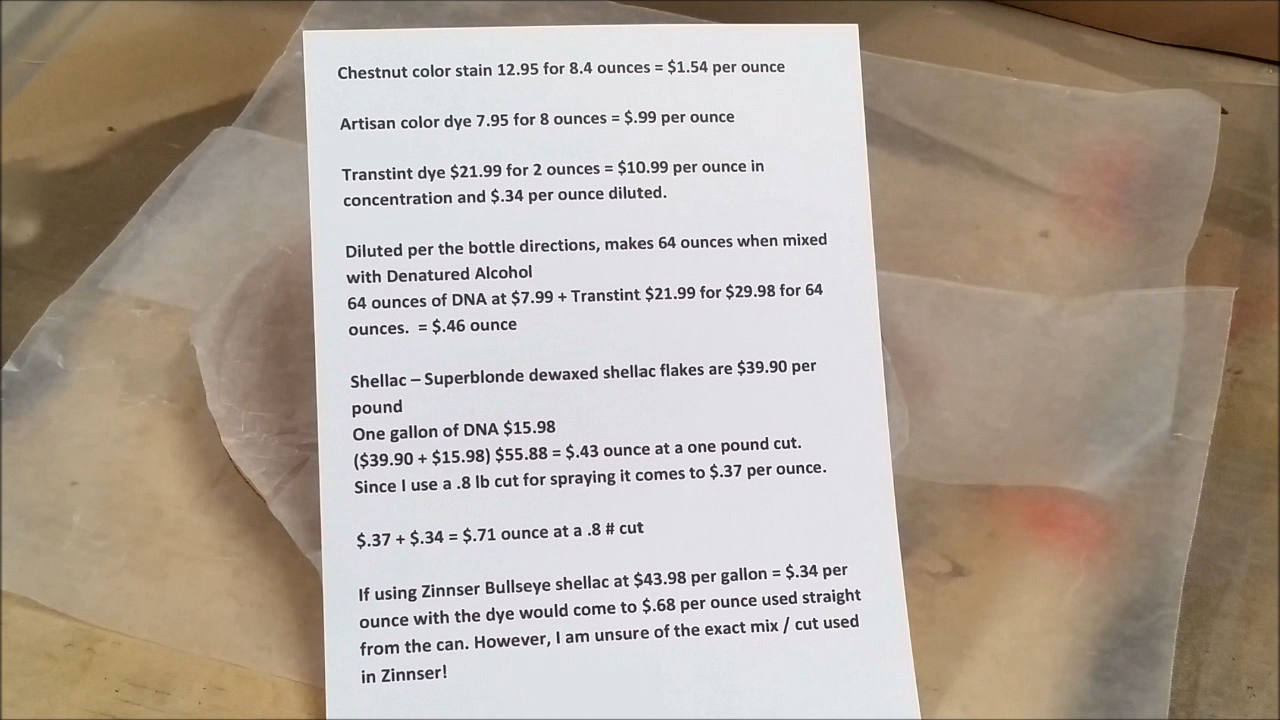 Chestnut color stain 12.95 for 8.4 ounces = $1.54 per ounce
Artisan color dye 7.95 for 8 ounces = $.99 per ounce
Transtint dye $21.99 for 2 ounces = $10.99 per ounce in
concentration and $.34 per ounce diluted.
Diluted per the bottle directions, makes 64 ounces when mixed
with Denatured Alcohol
64 ounces of DNA at $7.99 + Transtint $21.99 for $29.98 for 64
ounces.  = $.46 ounce
Shellac – Superblonde dewaxed shellac flakes are $39.90 per
pound
One gallon of DNA $15.98
($39.90 + $15.98) $55.88 = $.43 ounce at a one pound cut.
Since I use a .8 lb cut for spraying it comes to $.37 per ounce.
$.37 + $.34 = $.71 ounce at a .8 # cut
If using Zinnser Bullseye shellac at $43.98 per gallon = $.34 per
ounce with the dye would come to $.68 per ounce used straight
from the can. However, I am unsure of the exact mix / cut used
in Zinnser!